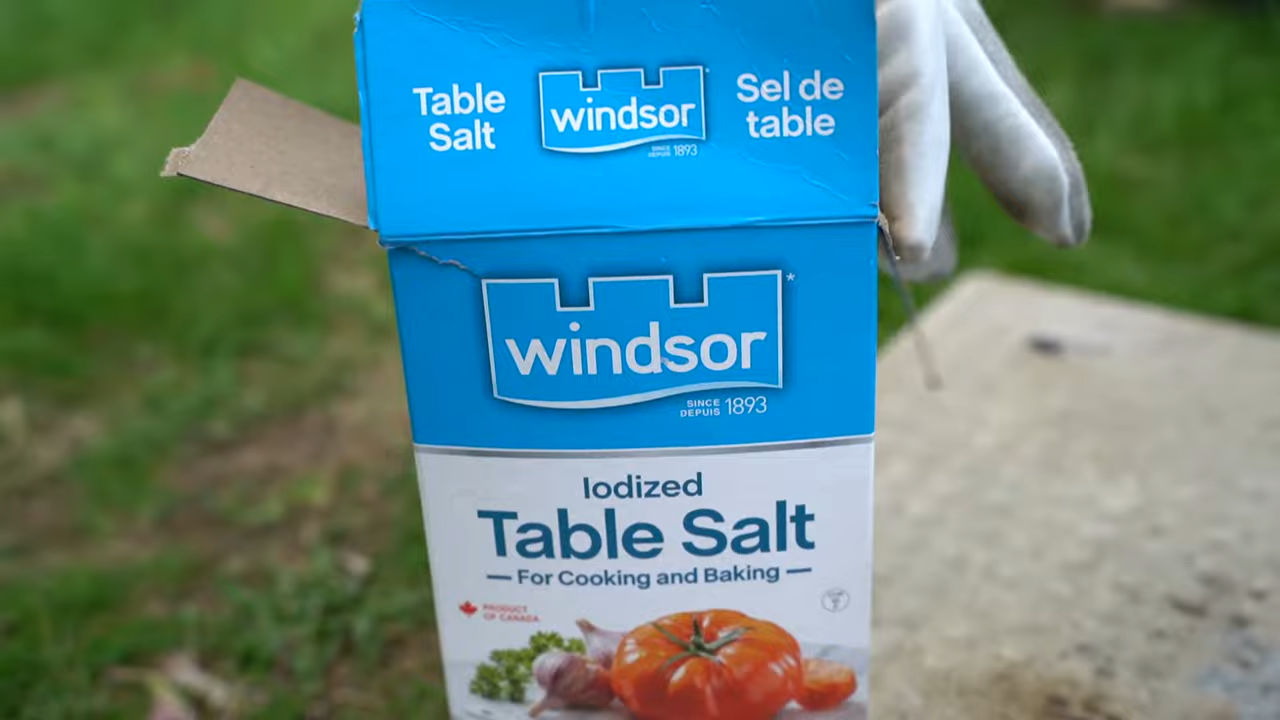 Table
Salt
windsor
SINCE
DEPUIS 1893
Sel de
table
windsor*
SINCE
DEPUIS 1893
Iodized
Table Salt
For Cooking and Baking
PRODUCT
OF CANADA